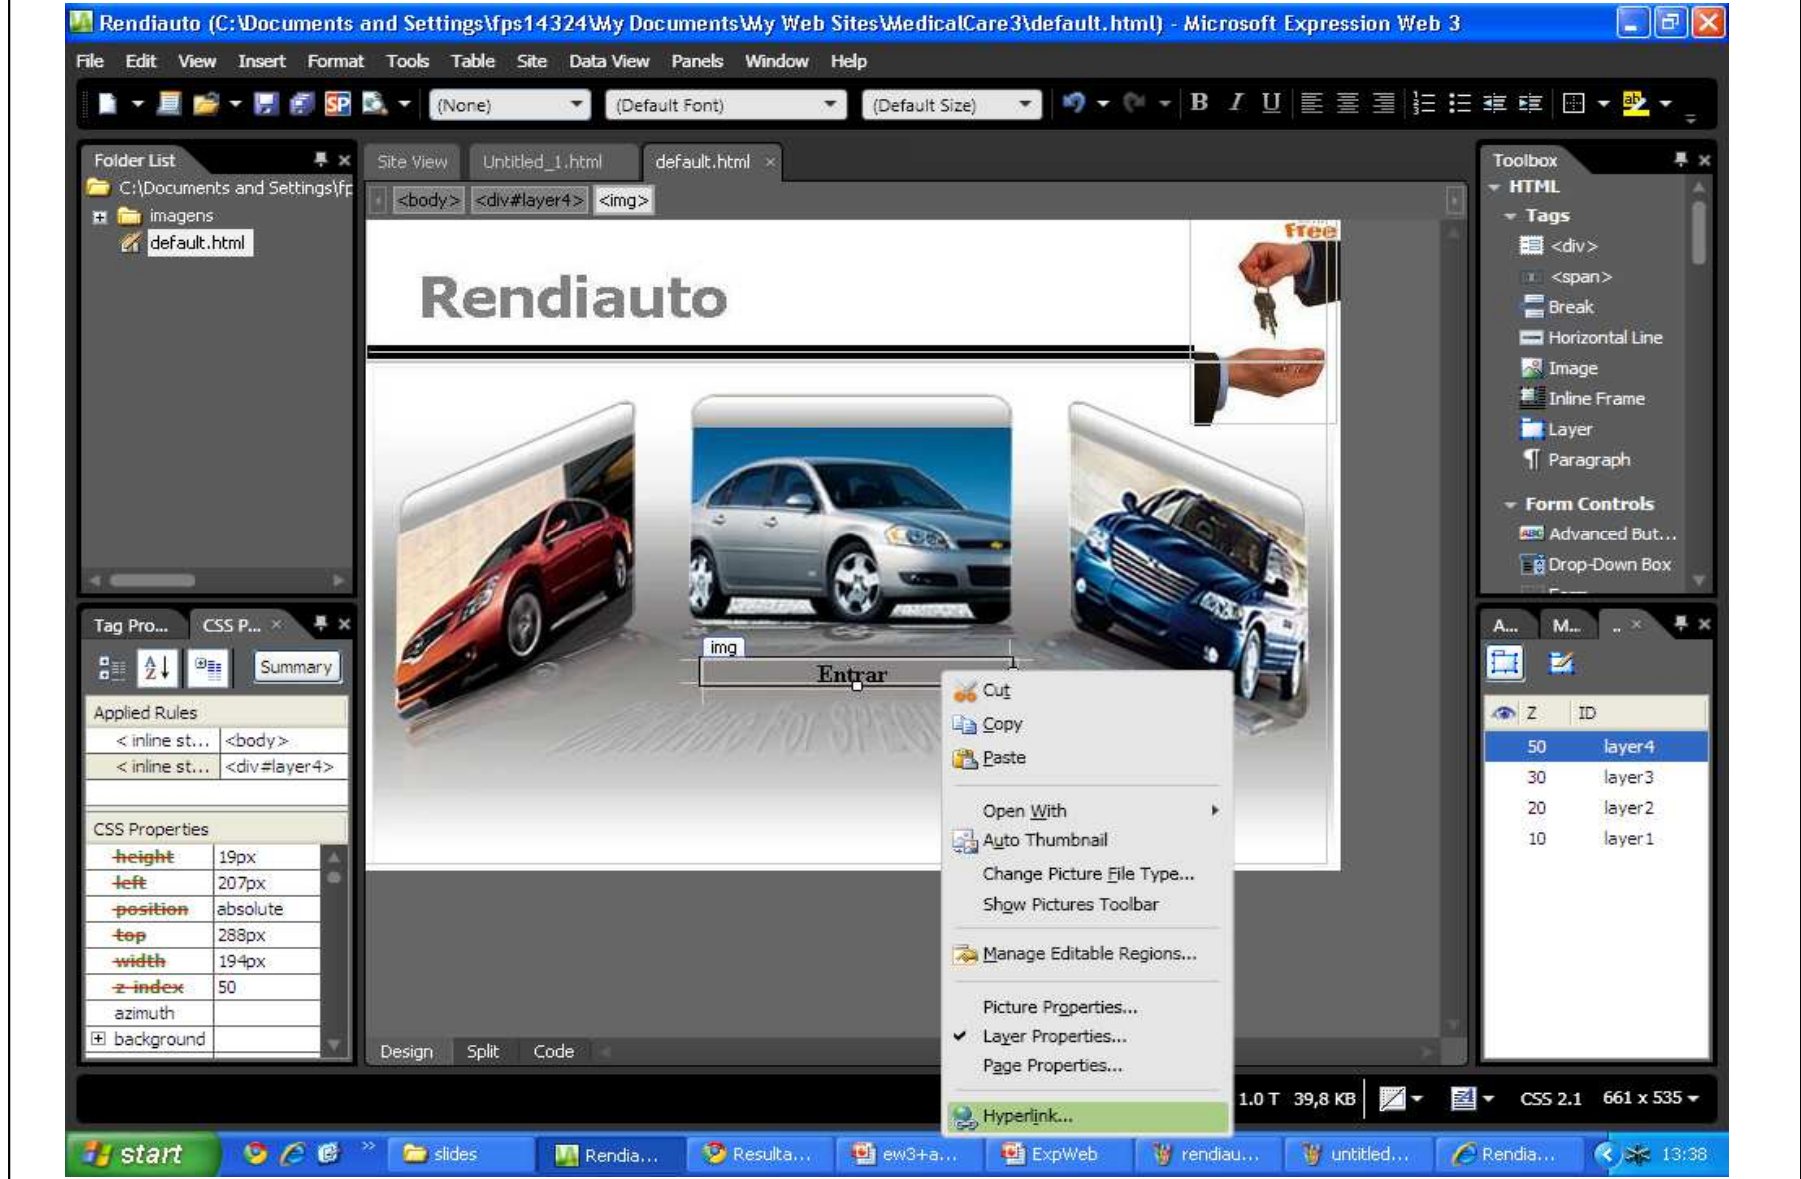 Rendiauto (C:\Documents and Settings\fps14324\My Documents\My Web Sites\MedicalCare3\default.html) - Microsoft Expression Web 3
File Edit View Insert Format Tools Table Site Data View Panels Window Help
SP (None) (Default Font) (Default Size) B I U ab
Folder List
C:\Documents and Settings\fp
imagens
default.html
Site View Untitled_1.html default.html
<body> <div#layer4> <img>
free
Rendiauto
img
Entrar
Cut
Copy
Paste
Open With
Auto Thumbnail
Change Picture File Type...
Show Pictures Toolbar
Manage Editable Regions...
Picture Properties...
Layer Properties...
Page Properties...
Hyperlink...
Toolbox
HTML
Tags
<div>
<span>
Break
Horizontal Line
Image
Inline Frame
Layer
Paragraph
Form Controls
Advanced But...
Drop-Down Box
Tag Pro... CSS P...
Summary
Applied Rules
< inline st... <body>
< inline st... <div#layer4>
CSS Properties
height 19px
left 207px
position absolute
top 288px
width 194px
z-index 50
azimuth
background
A... M... ..
Z ID
50 layer4
30 layer3
20 layer2
10 layer1
Design Split Code
1.0 T 39,8 KB CSS 2.1 661 x 535
start slides Rendia... Resulta... ew3+a... ExpWeb rendiau... untitled... Rendia... 13:38